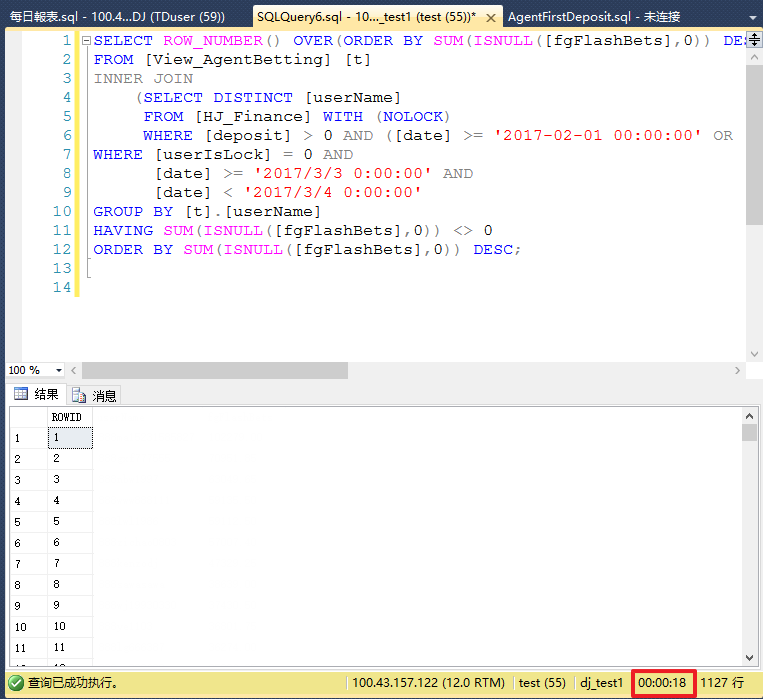 每日報表.sql - 100.4...DJ (TDuser (59)) SQLQuery6.sql - 10..._test1 (test (55))* × AgentFirstDeposit.sql - 未连接
1 SELECT ROW_NUMBER() OVER(ORDER BY SUM(ISNULL([fgFlashBets],0)) DE
2 FROM [View_AgentBetting] [t]
3 INNER JOIN
4 (SELECT DISTINCT [userName]
5 FROM [HJ_Finance] WITH (NOLOCK)
6 WHERE [deposit] > 0 AND ([date] >= '2017-02-01 00:00:00' OR
7 WHERE [userIsLock] = 0 AND
8 [date] >= '2017/3/3 0:00:00' AND
9 [date] < '2017/3/4 0:00:00'
10 GROUP BY [t].[userName]
11 HAVING SUM(ISNULL([fgFlashBets],0)) <> 0
12 ORDER BY SUM(ISNULL([fgFlashBets],0)) DESC;
13
14
100 %
结果 消息
ROWID
1 1
2 2
3 3
4 4
5 5
6 6
7 7
8 8
9 9
10 10
11 11
查询已成功执行。 100.43.157.122 (12.0 RTM) test (55) dj_test1 00:00:18 1127 行